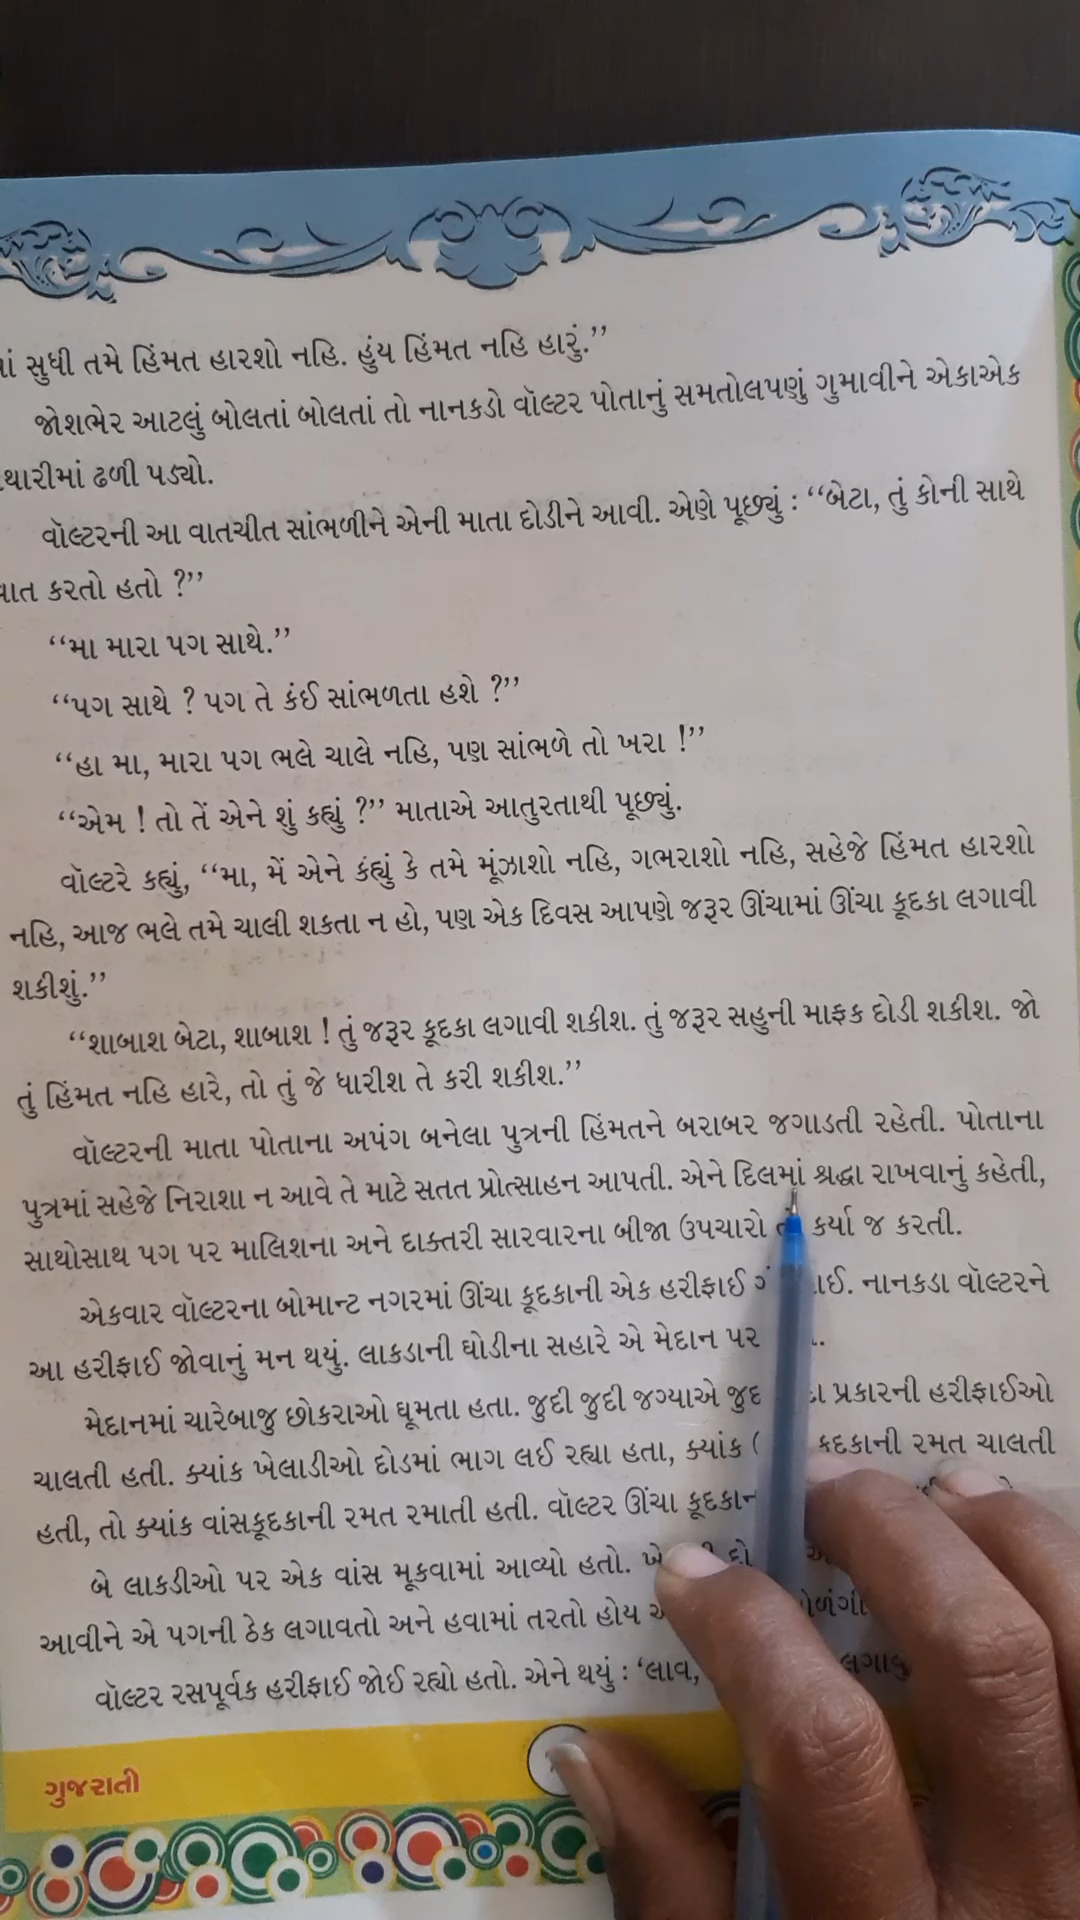 સુધી તમે હિંમત હારશો નહિ. હુંય હિંમત નહિ હારું.’’
જોશભેર આટલું બોલતાં બોલતાં તો નાનકડો વૉલ્ટર પોતાનું સમતોલપણું ગુમાવીને એકાએક
ઢળી પડ્યો.
વૉલ્ટરની આ વાતચીત સાંભળીને એની માતા દોડીને આવી. એણે પૂછ્યું : ‘‘બેટા, તું કોની સાથે
વાત કરતો હતો ?’’
‘‘મા મારા પગ સાથે.’’
‘‘પગ સાથે ? પગ તે કંઈ સાંભળતા હશે ?’’
‘‘હા મા, મારા પગ ભલે ચાલે નહિ, પણ સાંભળે તો ખરા !’’
‘‘એમ ! તો તેં એને શું કહ્યું ?’’ માતાએ આતુરતાથી પૂછ્યું.
વૉલ્ટરે કહ્યું, ‘‘મા, મેં એને કહ્યું કે તમે મૂંઝાશો નહિ, ગભરાશો નહિ, સહેજે હિંમત હારશો
નહિ, આજ ભલે તમે ચાલી શકતા ન હો, પણ એક દિવસ આપણે જરૂર ઊંચામાં ઊંચા કૂદકા લગાવી
શકીશું.’’
‘‘શાબાશ બેટા, શાબાશ ! તું જરૂર કૂદકા લગાવી શકીશ. તું જરૂર સહુની માફક દોડી શકીશ. જો
તું હિંમત નહિ હારે, તો તું જે ધારીશ તે કરી શકીશ.’’
વૉલ્ટરની માતા પોતાના અપંગ બનેલા પુત્રની હિંમતને બરાબર જગાડતી રહેતી. પોતાના
પુત્રમાં સહેજે નિરાશા ન આવે તે માટે સતત પ્રોત્સાહન આપતી. એને દિલમાં શ્રદ્ધા રાખવાનું કહેતી,
સાથોસાથ પગ પર માલિશના અને દાક્તરી સારવારના બીજા ઉપચારો કર્યા જ કરતી.
એકવાર વૉલ્ટરના બોમાન્ટ નગરમાં ઊંચા કૂદકાની એક હરીફાઈ નાનકડા વૉલ્ટરને
આ હરીફાઈ જોવાનું મન થયું. લાકડાની ઘોડીના સહારે એ મેદાન પર
મેદાનમાં ચારેબાજુ છોકરાઓ ઘૂમતા હતા. જુદી જુદી જગ્યાએ પ્રકારની હરીફાઈઓ
ચાલતી હતી. ક્યાંક ખેલાડીઓ દોડમાં ભાગ લઈ રહ્યા હતા, ક્યાંક રમત ચાલતી
હતી, તો ક્યાંક વાંસકૂદકાની રમત રમાતી હતી. વૉલ્ટર ઊંચા
બે લાકડીઓ પર એક વાંસ મૂકવામાં આવ્યો હતો.
આવીને એ પગની ઠેક લગાવતો અને હવામાં તરતો હોય
વૉલ્ટર રસપૂર્વક હરીફાઈ જોઈ રહ્યો હતો. એને થયું : ‘લાવ,
ગુજરાતી